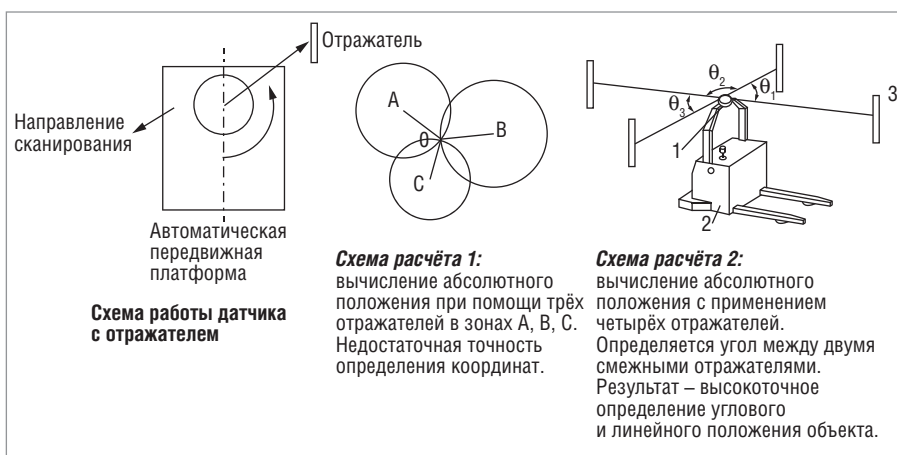 Отражатель
Направление
сканирования
Автоматическая
передвижная
платформа
Схема работы датчика
с отражателем
A
B
C
0
Схема расчёта 1:
вычисление абсолютного
положения при помощи трёх
отражателей в зонах A, B, C.
Недостаточная точность
определения координат.
θ2
θ1
θ3
3
1
2
Схема расчёта 2:
вычисление абсолютного
положения с применением
четырёх отражателей.
Определяется угол между двумя
смежными отражателями.
Результат – высокоточное
определение углового
и линейного положения объекта.